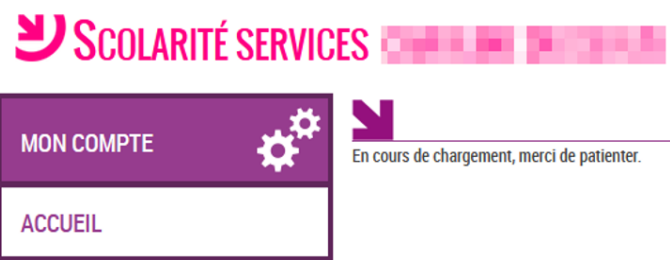 SCOLARITÉ SERVICES
MON COMPTE
En cours de chargement, merci de patienter.
ACCUEIL